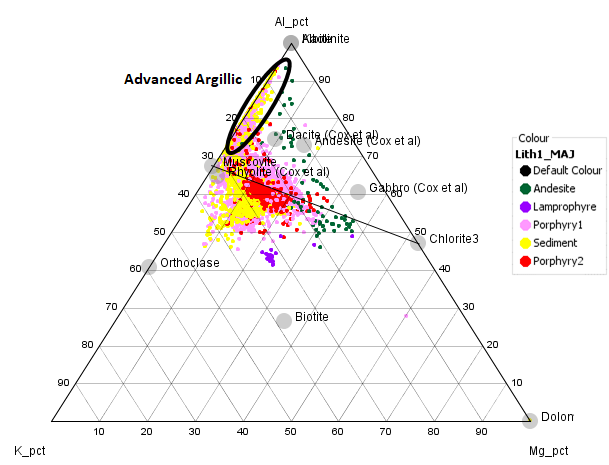 Al_pct
Kaolinite
Advanced Argillic
10
90
20
80
Dacite (Cox et al)
Andesite (Cox et al)
30
70
Muscovite
Rhyolite (Cox et al)
40
60
Gabbro (Cox et al)
50
50
Chlorite3
60
40
Orthoclase
70
30
Biotite
80
20
90
10
Dolom
10
20
30
40
50
60
70
80
90
K_pct
Mg_pct
Colour
Lith1_MAJ
Default Colour
Andesite
Lamprophyre
Porphyry1
Sediment
Porphyry2